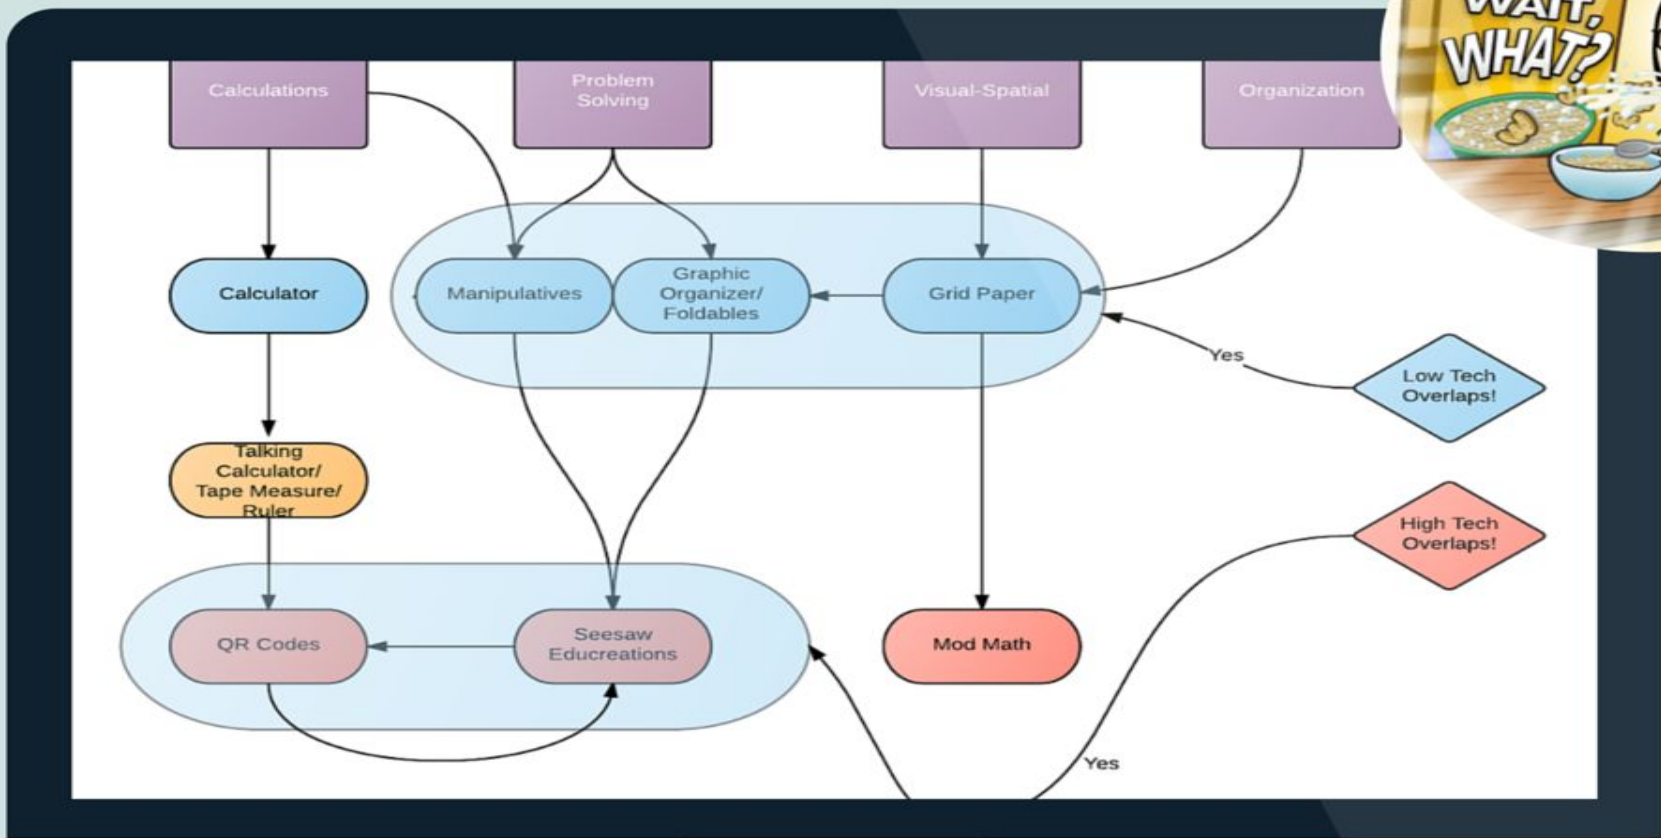 WAIT,
WHAT?
Calculations
Problem
Solving
Visual-Spatial
Organization
Calculator
Manipulatives
Graphic
Organizer/
Foldables
Grid Paper
Yes
Low Tech
Overlaps!
Talking
Calculator/
Tape Measure/
Ruler
High Tech
Overlaps!
QR Codes
Seesaw
Educreations
Mod Math
Yes